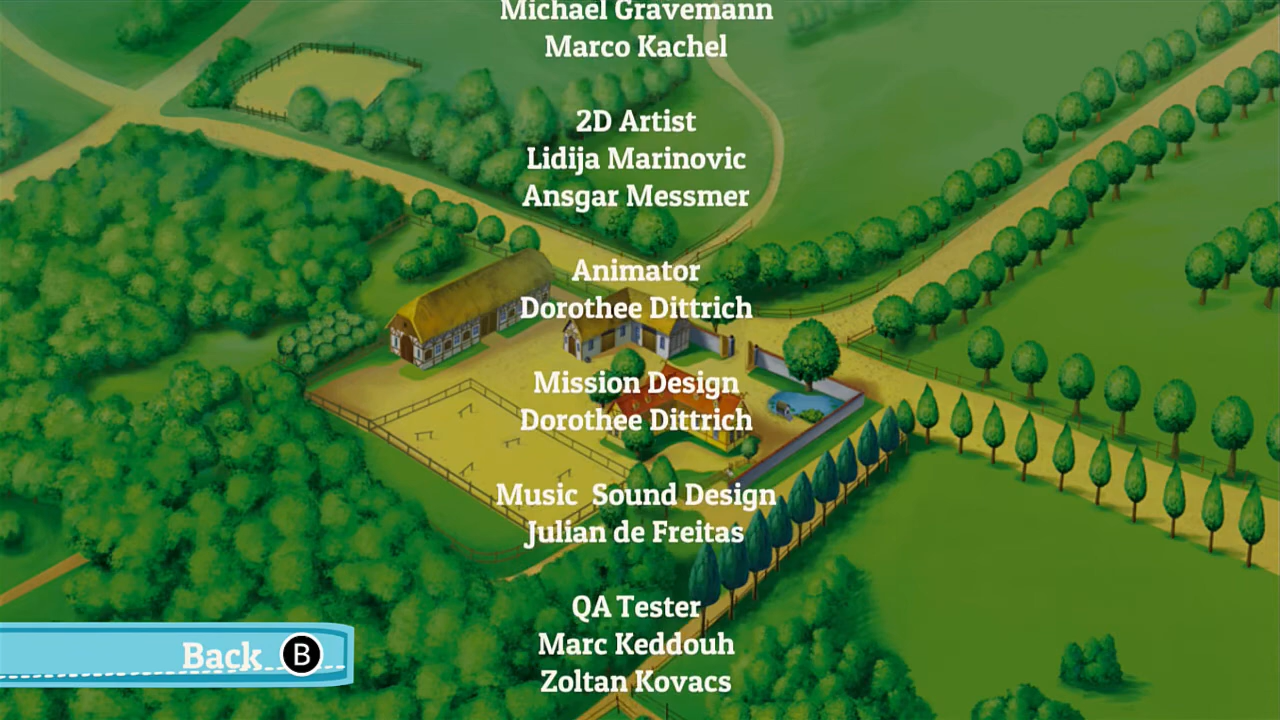 Michael Gravemann
Marco Kachel
2D Artist
Lidija Marinovic
Ansgar Messmer
Animator
Dorothee Dittrich
Mission Design
Dorothee Dittrich
Music  Sound Design
Julian de Freitas
QA Tester
Marc Keddouh
Zoltan Kovacs
Back B